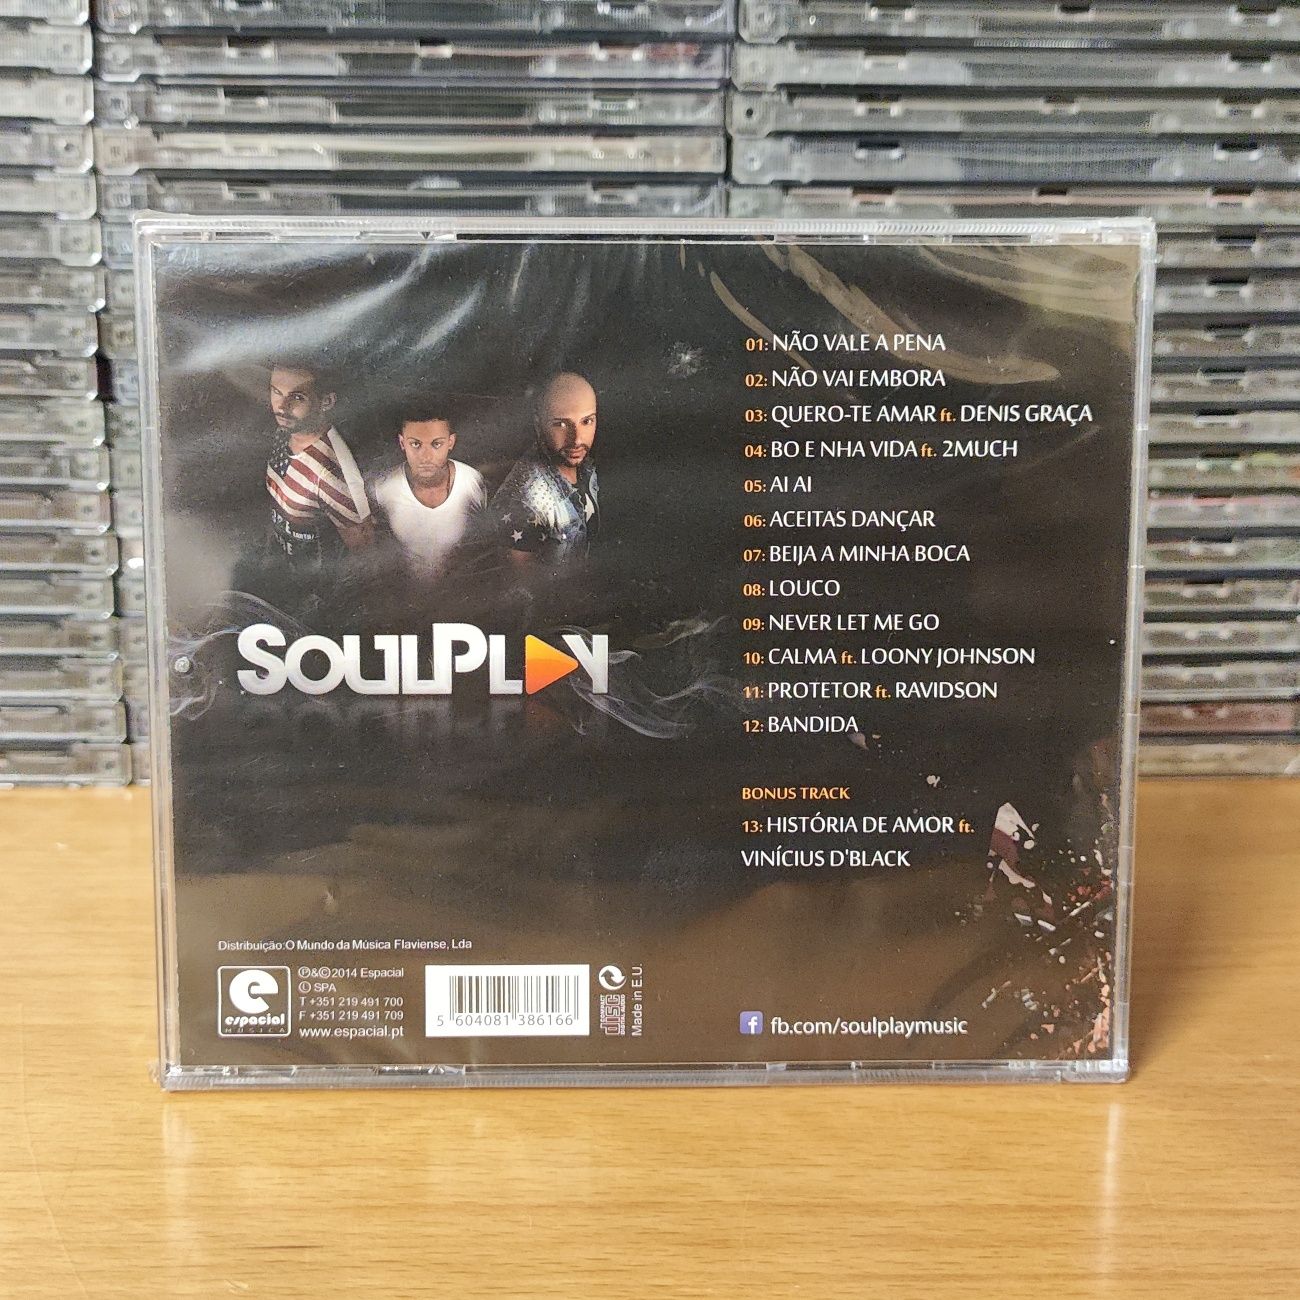 01: NÃO VALE A PENA
02: NÃO VAI EMBORA
03: QUERO-TE AMAR ft. DENIS GRAÇA
04: BO E NHA VIDA ft. 2MUCH
05: AI AI
06: ACEITAS DANÇAR
07: BEIJA A MINHA BOCA
08: LOUCO
09: NEVER LET ME GO
10: CALMA ft. LOONY JOHNSON
11: PROTETOR ft. RAVIDSON
12: BANDIDA
BONUS TRACK
13: HISTÓRIA DE AMOR ft.
VINÍCIUS D'BLACK
SOULPLAY
Distribuição:O Mundo da Música Flaviense, Lda
e
espacial
MÚSICA
℗&©2014 Espacial
Ⓛ SPA
T +351 219 491 700
F +351 219 491 709
www.espacial.pt
5 604081 386166
COMPACT
disc
DIGITAL AUDIO
Made in E.U.
f fb.com/soulplaymusic